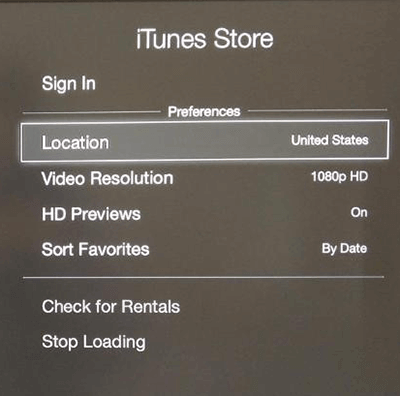 iTunes Store
Sign In
Preferences
Location United States
Video Resolution 1080p HD
HD Previews On
Sort Favorites By Date
Check for Rentals
Stop Loading